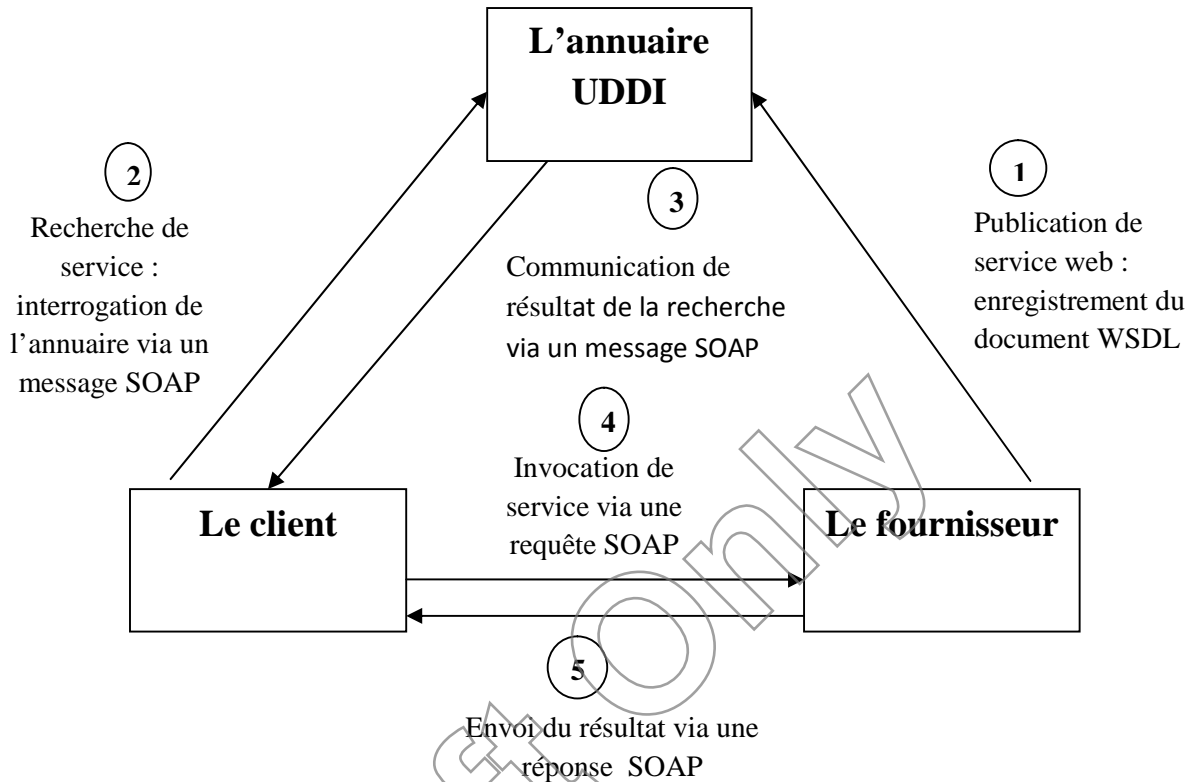 L’annuaire
UDDI
2
Recherche de
service :
interrogation de
l’annuaire via un
message SOAP
3
Communication de
résultat de la recherche
via un message SOAP
1
Publication de
service web :
enregistrement du
document WSDL
4
Invocation de
service via une
requête SOAP
Le client
Le fournisseur
5
Envoi du résultat via une
réponse SOAP
Only